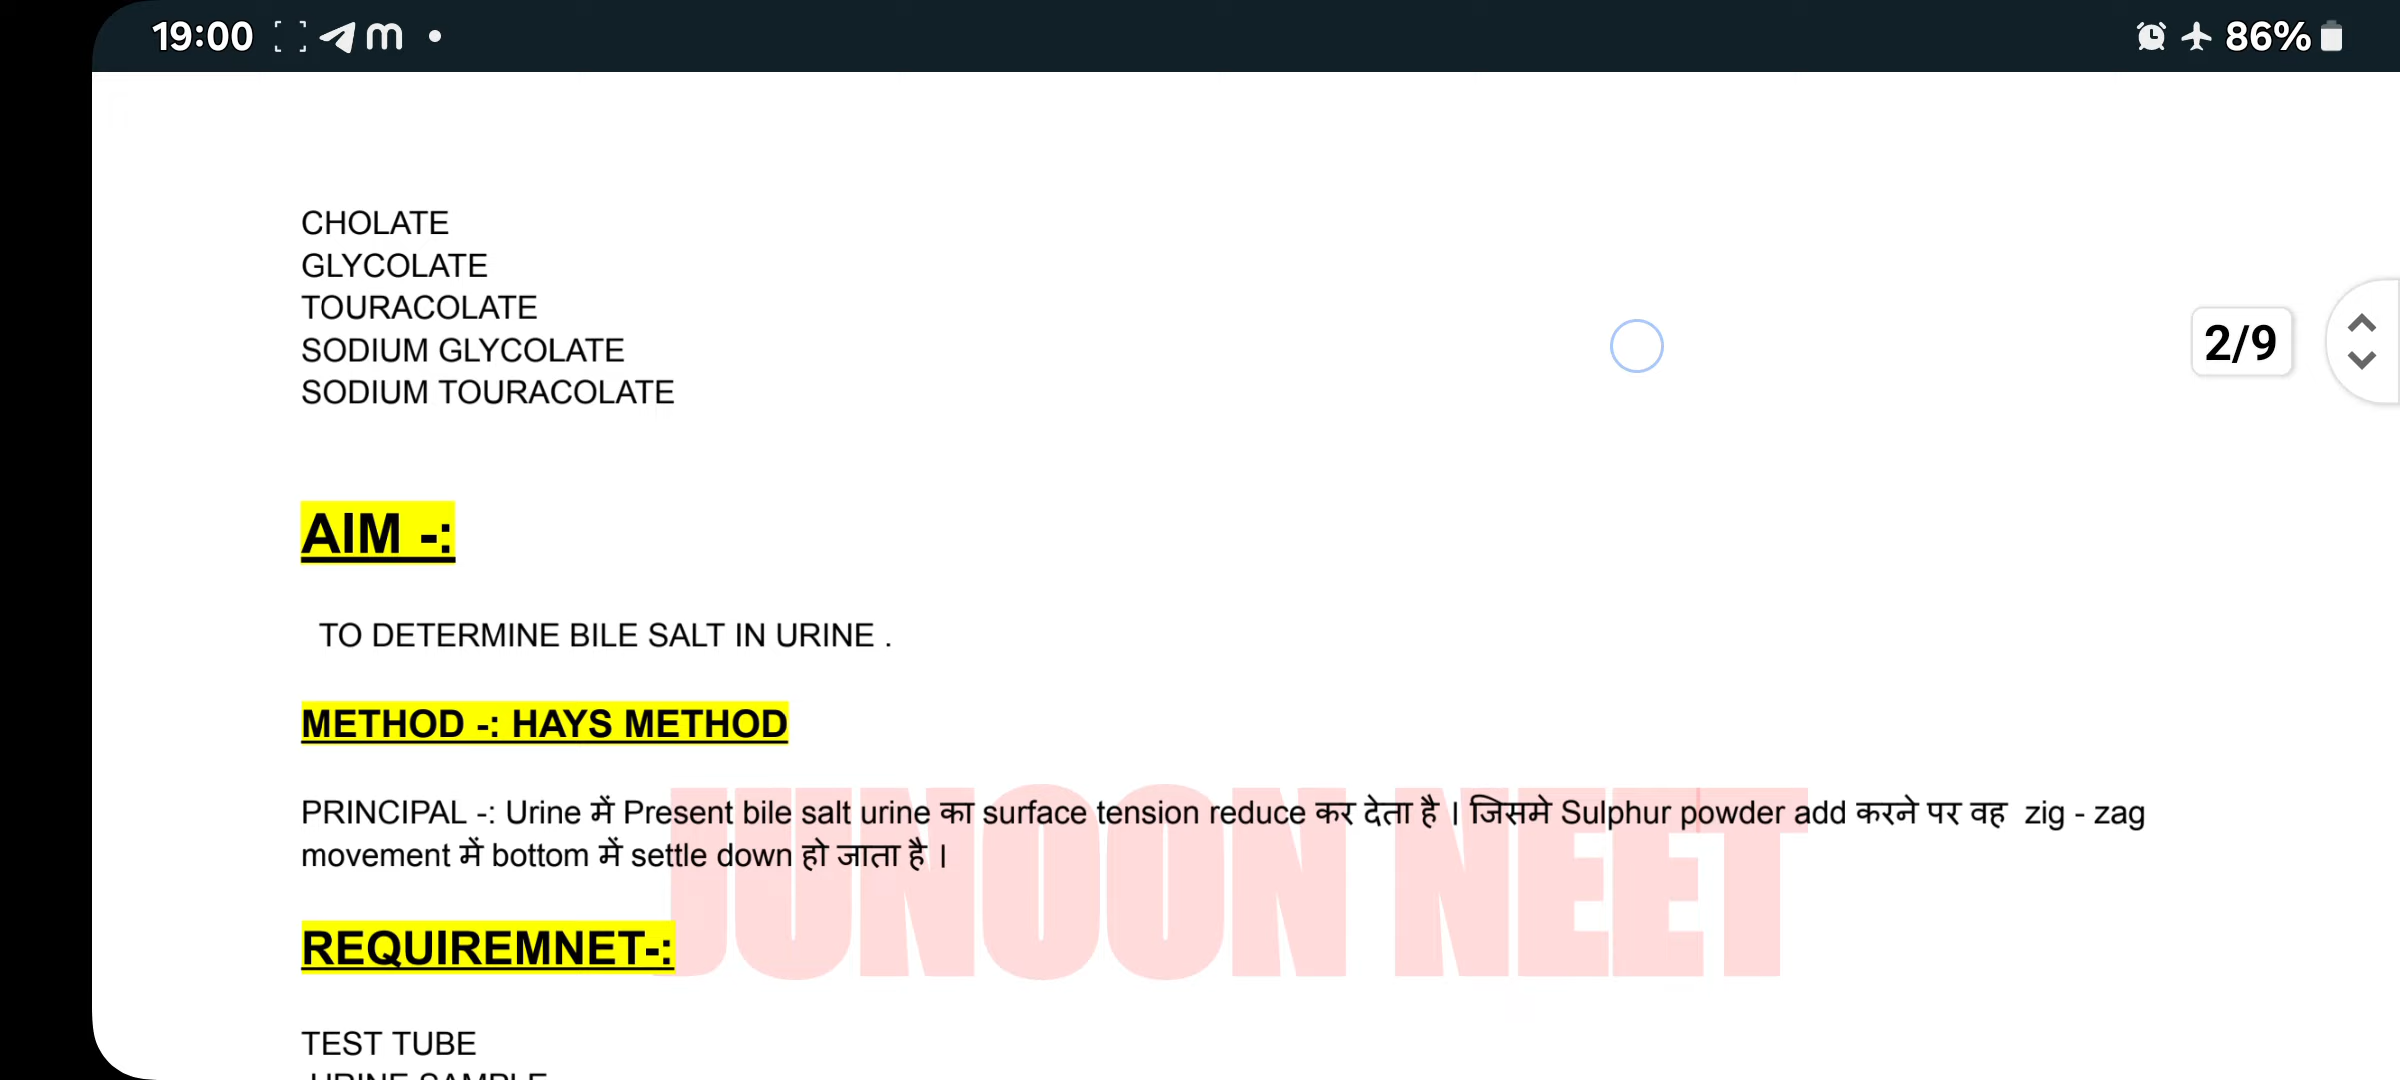 19:00
86%
CHOLATE
GLYCOLATE
TOURACOLATE
SODIUM GLYCOLATE
SODIUM TOURACOLATE
2/9
AIM -:
TO DETERMINE BILE SALT IN URINE .
METHOD -: HAYS METHOD
PRINCIPAL -: Urine में Present bile salt urine का surface tension reduce कर देता है । जिसमे Sulphur powder add करने पर वह zig - zag
movement में bottom में settle down हो जाता है ।
JUNOON NEET
REQUIREMNET-:
TEST TUBE
URINE SAMPLE